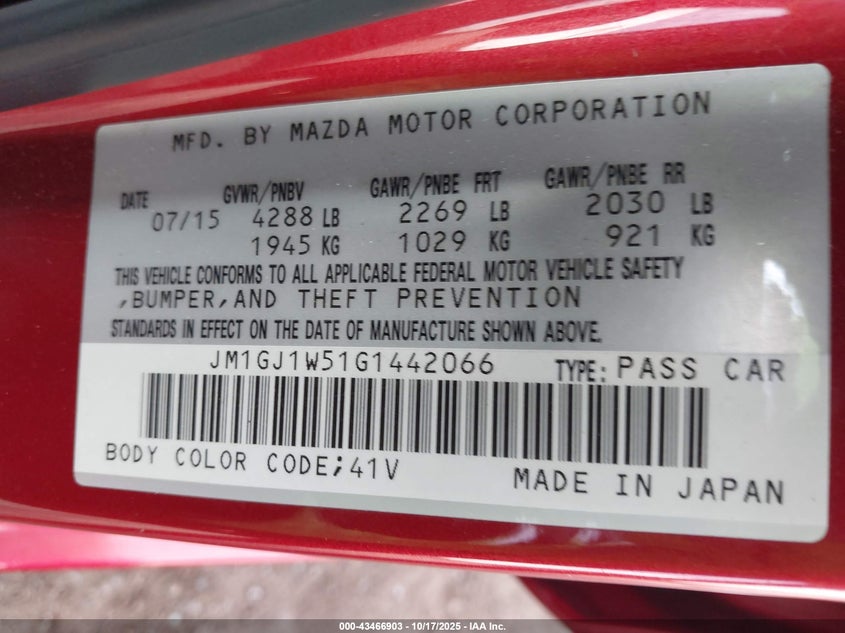 MFD. BY MAZDA MOTOR CORPORATION
DATE GVWR/PNBV GAWR/PNBE FRT GAWR/PNBE RR
07/15 4288 LB 2269 LB 2030 LB
1945 KG 1029 KG 921 KG
THIS VEHICLE CONFORMS TO ALL APPLICABLE FEDERAL MOTOR VEHICLE SAFETY
,BUMPER,AND THEFT PREVENTION
STANDARDS IN EFFECT ON THE DATE OF MANUFACTURE SHOWN ABOVE.
JM1GJ1W51G1442066 TYPE: PASS CAR
BODY COLOR CODE;41V MADE IN JAPAN
000-43466903 - 10/17/2025 - IAA Inc.